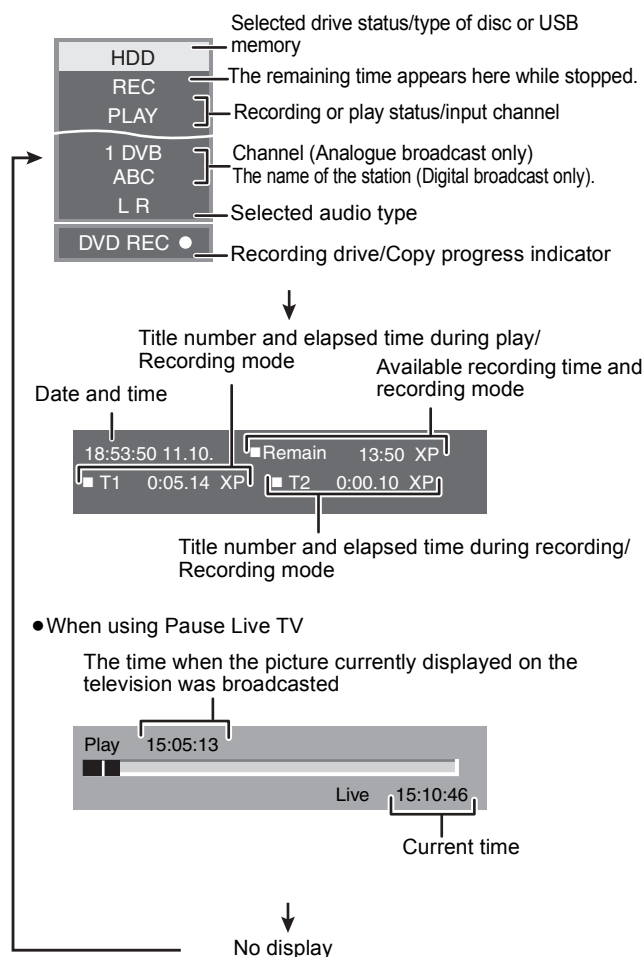 Selected drive status/type of disc or USB
memory
HDD
The remaining time appears here while stopped.
REC
PLAY
Recording or play status/input channel
1 DVB
Channel (Analogue broadcast only)
ABC
The name of the station (Digital broadcast only).
L R
Selected audio type
DVD REC ●
Recording drive/Copy progress indicator
Title number and elapsed time during play/
Recording mode
Available recording time and
recording mode
Date and time
18:53:50 11.10.
■Remain 13:50 XP
■ T1 0:05.14 XP
■ T2 0:00.10 XP
Title number and elapsed time during recording/
Recording mode
●When using Pause Live TV
The time when the picture currently displayed on the
television was broadcasted
Play 15:05:13
Live 15:10:46
Current time
No display